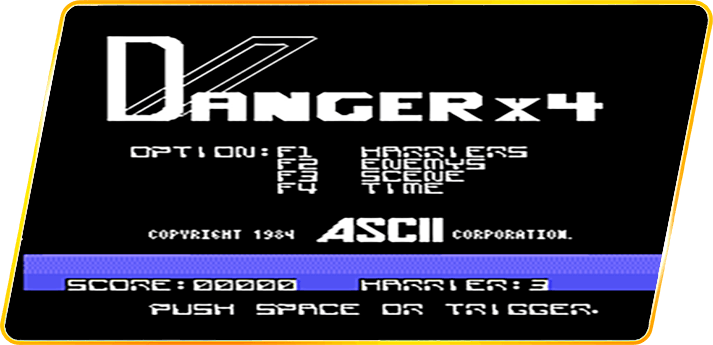 DANGER x4
OPTION: F1 HARRIERS
F2 ENEMYS
F3 SCENE
F4 TIME
COPYRIGHT 1984 ASCII CORPORATION.
SCORE:00000 HARRIER:3
PUSH SPACE OR TRIGGER.